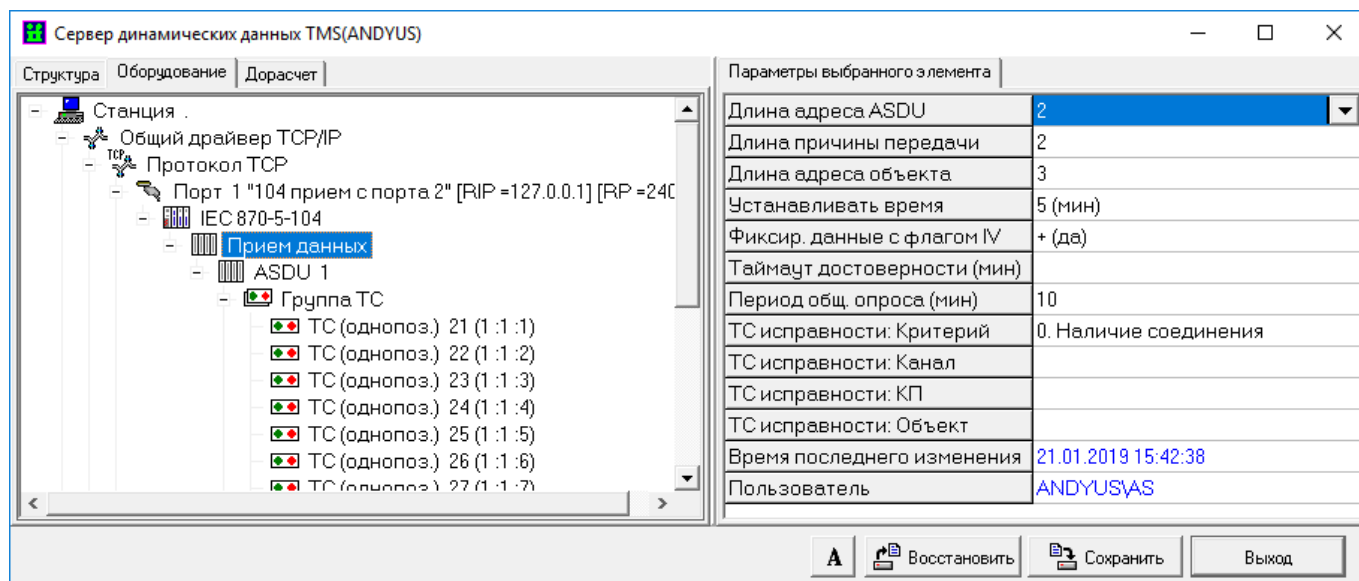 Сервер динамических данных TMS(ANDYUS)
Структура Оборудование Дорасчет
Станция .
Общий драйвер TCP/IP
TCP Протокол TCP
Порт 1 "104 прием с порта 2" [RIP =127.0.0.1] [RP =240
IEC 870-5-104
Прием данных
ASDU 1
Группа ТС
ТС (однопоз.) 21 (1 :1 :1)
ТС (однопоз.) 22 (1 :1 :2)
ТС (однопоз.) 23 (1 :1 :3)
ТС (однопоз.) 24 (1 :1 :4)
ТС (однопоз.) 25 (1 :1 :5)
ТС (однопоз.) 26 (1 :1 :6)
ТС (однопоз.) 27 (1 :1 :7)
Параметры выбранного элемента
Длина адреса ASDU 2
Длина причины передачи 2
Длина адреса объекта 3
Устанавливать время 5 (мин)
Фиксир. данные с флагом IV + (да)
Таймаут достоверности (мин)
Период общ. опроса (мин) 10
ТС исправности: Критерий 0. Наличие соединения
ТС исправности: Канал
ТС исправности: КП
ТС исправности: Объект
Время последнего изменения 21.01.2019 15:42:38
Пользователь ANDYUS\AS
A Восстановить Сохранить Выход